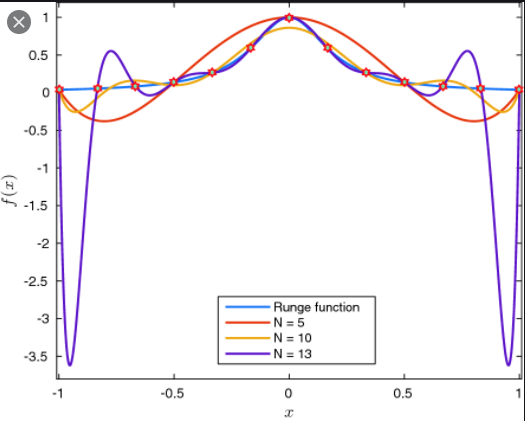 1
0.5
0
-0.5
-1
-1.5
-2
-2.5
-3
-3.5
f(x)
Runge function
N = 5
N = 10
N = 13
-1 -0.5 0 0.5 1
x